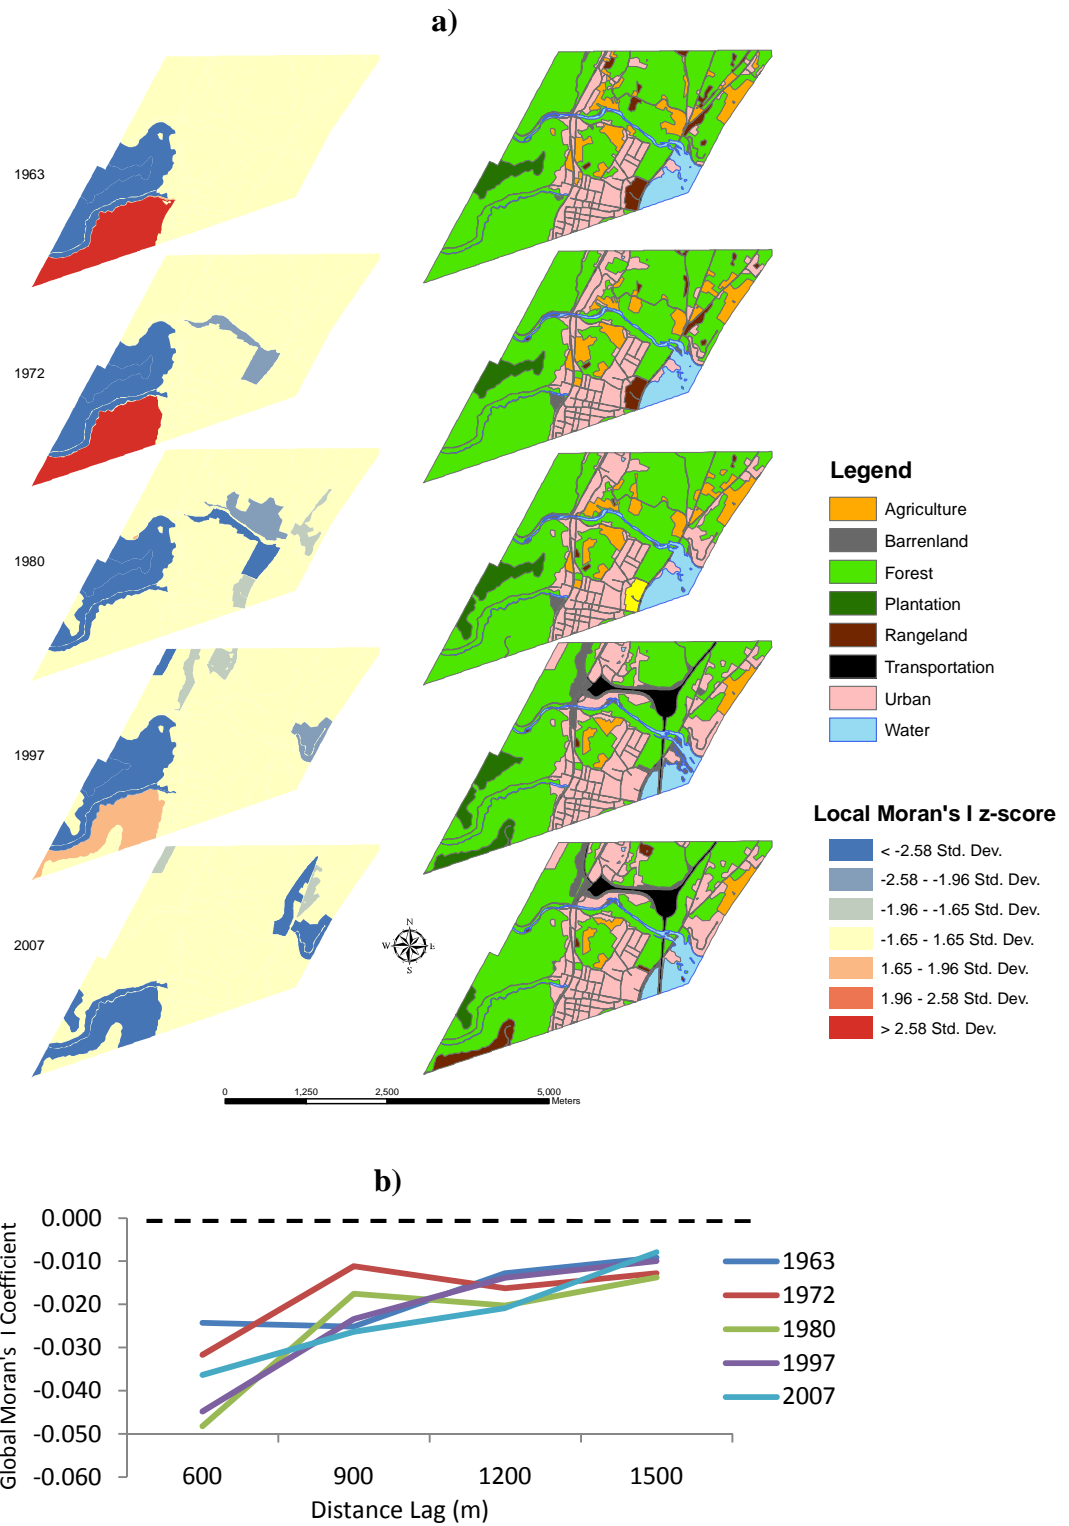 a)
1963
1972
1980
1997
2007
N
W E
S
0 1,250 2,500 5,000
Meters
Legend
Agriculture
Barrenland
Forest
Plantation
Rangeland
Transportation
Urban
Water
Local Moran's I z-score
< -2.58 Std. Dev.
-2.58 - -1.96 Std. Dev.
-1.96 - -1.65 Std. Dev.
-1.65 - 1.65 Std. Dev.
1.65 - 1.96 Std. Dev.
1.96 - 2.58 Std. Dev.
> 2.58 Std. Dev.
b)
Global Moran's I Coefficient
0.000
-0.010
-0.020
-0.030
-0.040
-0.050
-0.060
600 900 1200 1500
Distance Lag (m)
1963
1972
1980
1997
2007